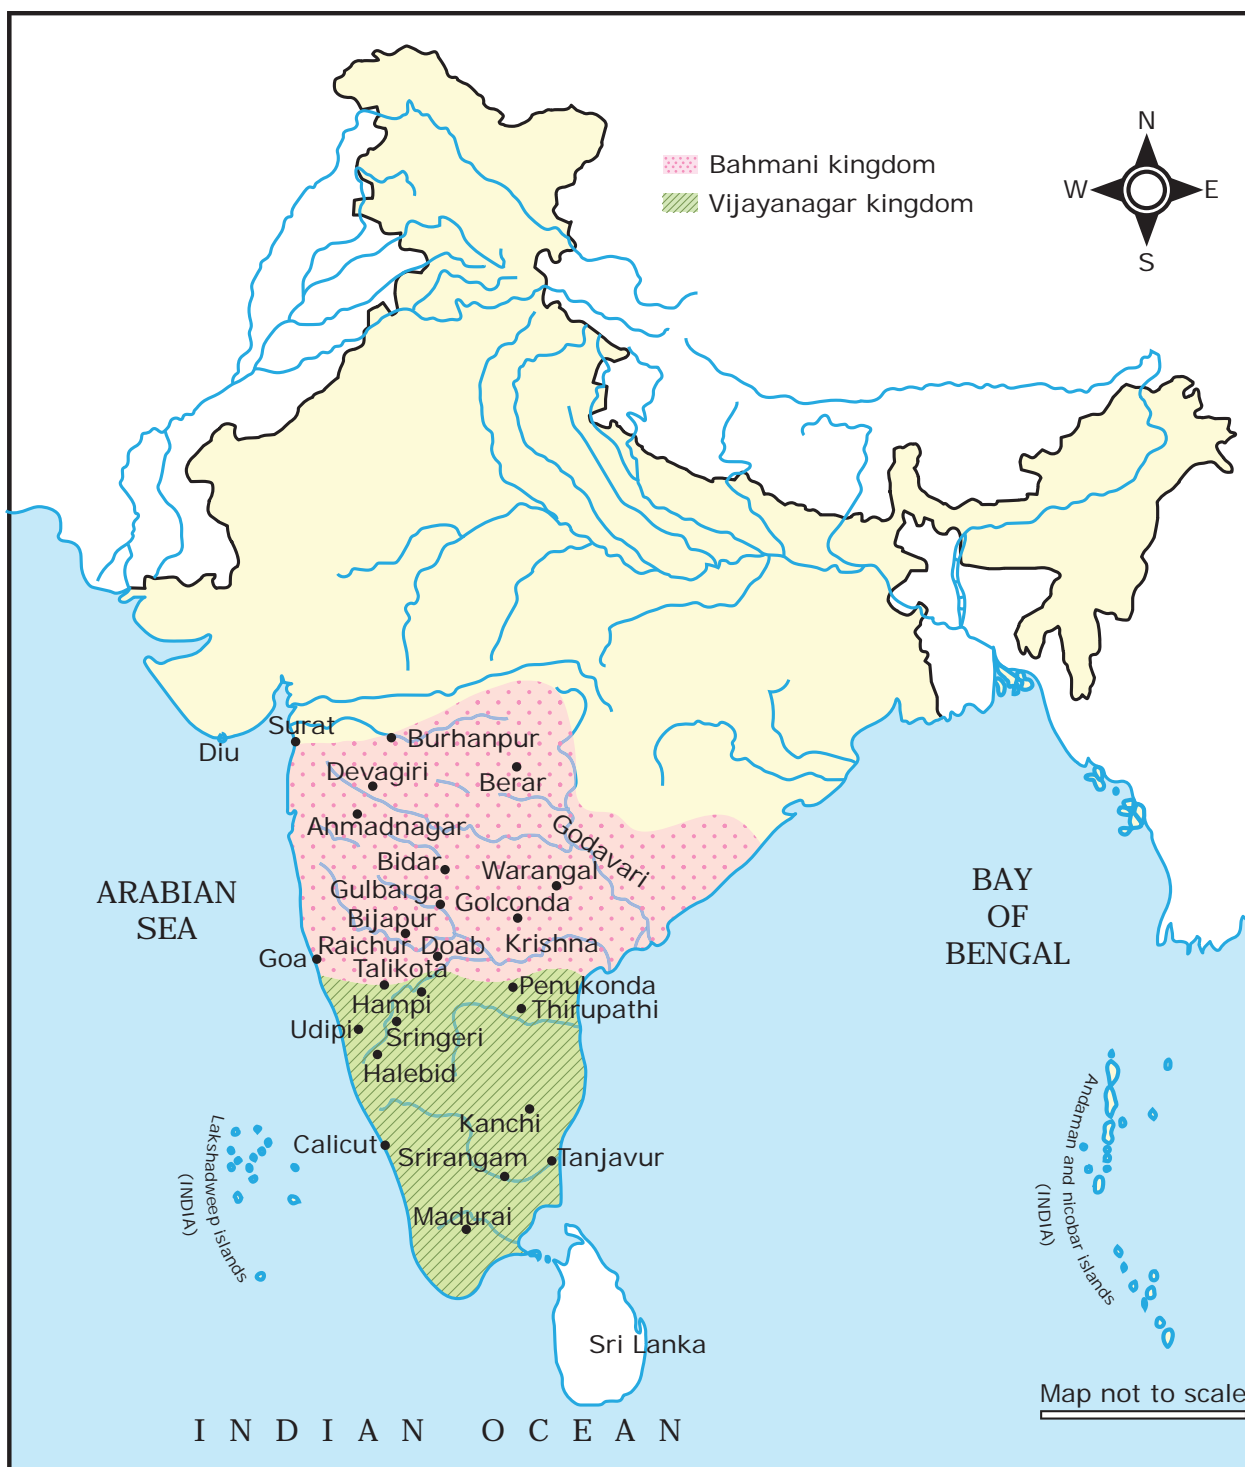 N
Bahmani kingdom
W
E
Vijayanagar kingdom
S
Surat
Diu
Burhanpur
Devagiri
Berar
Ahmadnagar
Godavari
Bidar
Warangal
ARABIAN
SEA
Gulbarga
Golconda
BAY
OF
BENGAL
Bijapur
Raichur Doab
Krishna
Goa
Talikota
Penukonda
Hampi
Thirupathi
Udipi
Sringeri
Halebid
Kanchi
Calicut
Srirangam
Tanjavur
Lakshadweep islands
(INDIA)
Andaman and nicobar islands
(INDIA)
Madurai
Sri Lanka
Map not to scale
INDIAN OCEAN